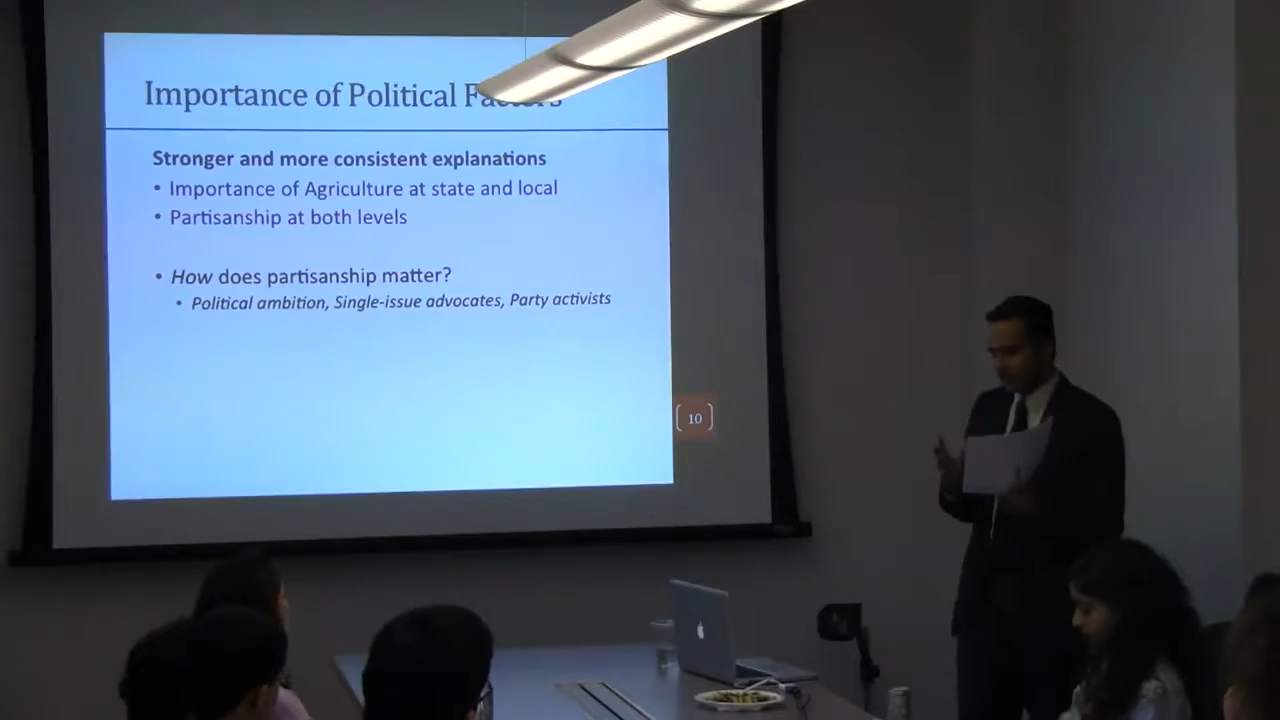 Importance of Political Factors
Stronger and more consistent explanations
• Importance of Agriculture at state and local
• Partisanship at both levels
• How does partisanship matter?
• Political ambition, Single-issue advocates, Party activists
10